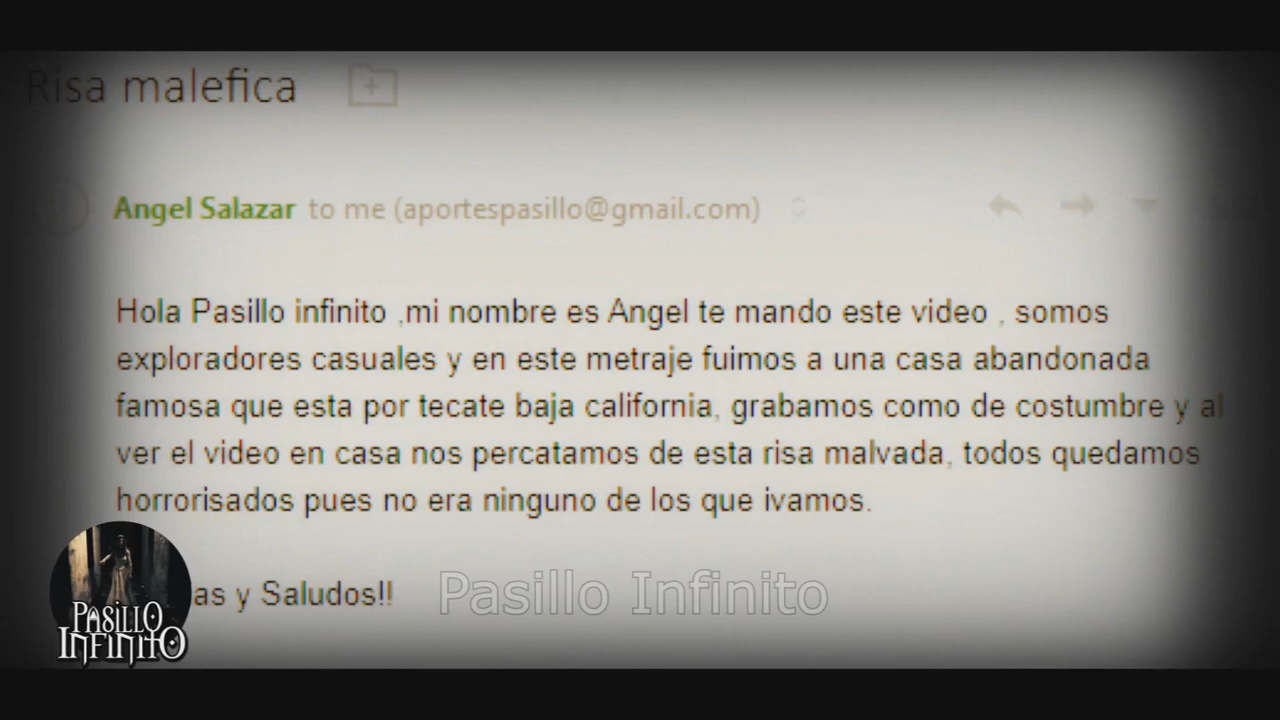 Risa malefica
Angel Salazar to me (aportespasillo@gmail.com)
Hola Pasillo infinito ,mi nombre es Angel te mando este video , somos
exploradores casuales y en este metraje fuimos a una casa abandonada
famosa que esta por tecate baja california, grabamos como de costumbre y al
ver el video en casa nos percatamos de esta risa malvada, todos quedamos
horrorisados pues no era ninguno de los que ivamos.
as y Saludos!!
Pasillo Infinito
PASILLO
INFINITO